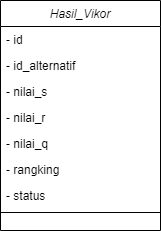 Hasil_Vikor
- id
- id_alternatif
- nilai_s
- nilai_r
- nilai_q
- rangking
- status